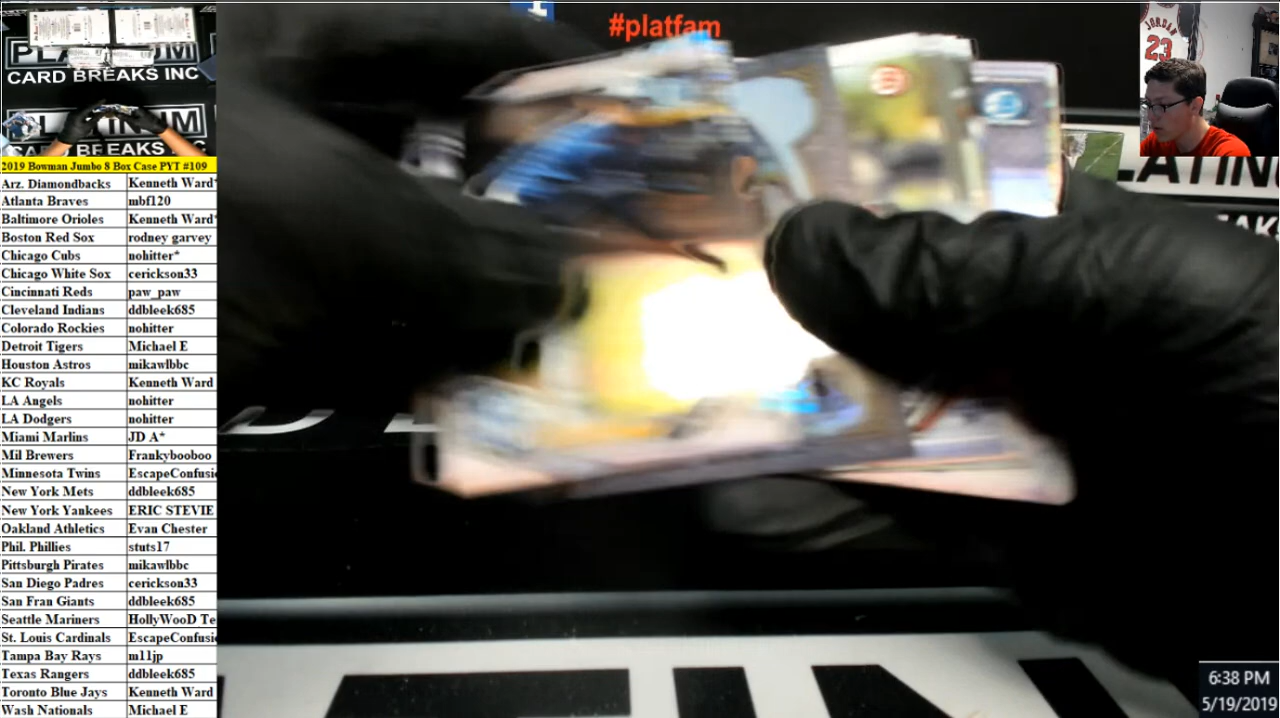 #platfam
JORDAN
23
CARD BREAKS INC
2019 Bowman Jumbo 8 Box Case PYT #109
Arz. Diamondbacks Kenneth Ward*
Atlanta Braves mbf120
Baltimore Orioles Kenneth Ward*
Boston Red Sox rodney garvey
Chicago Cubs nohitter*
Chicago White Sox cerickson33
Cincinnati Reds paw_paw
Cleveland Indians ddbleek685
Colorado Rockies nohitter
Detroit Tigers Michael E
Houston Astros mikawlbbc
KC Royals Kenneth Ward
LA Angels nohitter
LA Dodgers nohitter
Miami Marlins JD A*
Mil Brewers Frankybooboo
Minnesota Twins EscapeConfusi
New York Mets ddbleek685
New York Yankees ERIC STEVIE
Oakland Athletics Evan Chester
Phil. Phillies stuts17
Pittsburgh Pirates mikawlbbc
San Diego Padres cerickson33
San Fran Giants ddbleek685
Seattle Mariners HollyWooD Te
St. Louis Cardinals EscapeConfusi
Tampa Bay Rays m11jp
Texas Rangers ddbleek685
Toronto Blue Jays Kenneth Ward
Wash Nationals Michael E
6:38 PM
5/19/2019